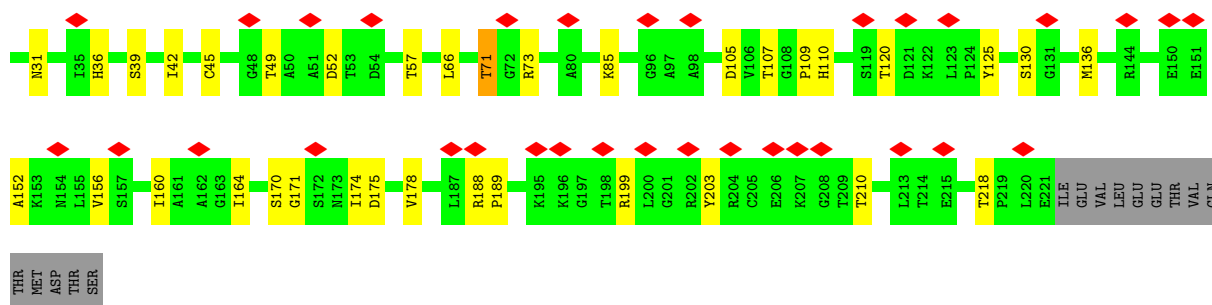 N31 I35 H36 S39 I42 C45 G48 T49 A50 A51 D52 T53 D54 T57 L66 T71 G72 R73 A80 K85 G96 A97 A98 D105 V106 T107 G108 P109 H110 S119 T120 D121 K122 L123 P124 Y125 S130 G131 M136 R144 E150 E151
A152 K153 N154 L155 V156 S157 I160 A161 A162 G163 I164 S170 G171 S172 N173 I174 D175 V178 L187 R188 P189 K195 K196 G197 T198 R199 L200 G201 R202 Y203 R204 C205 E206 K207 G208 T209 T210 L213 T214 E215 T218 P219 L220 E221 ILE GLU VAL LEU GLU GLU THR VAL GLN
THR MET ASP THR SER